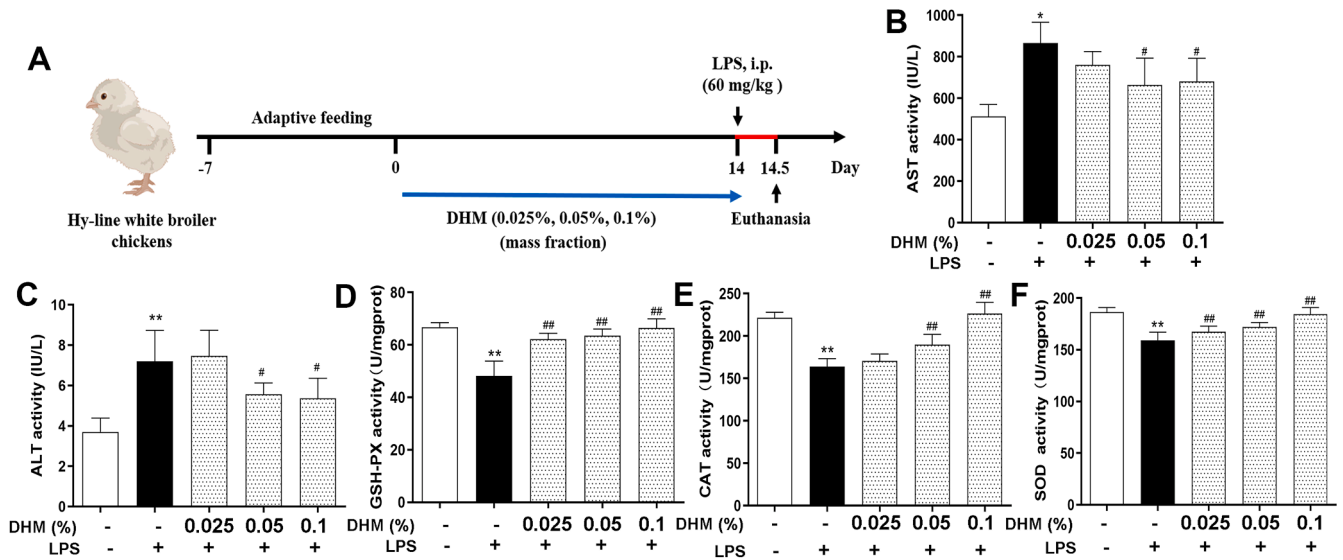 A
LPS, i.p.
(60 mg/kg )
Adaptive feeding
-7
0
14
14.5
Day
Hy-line white broiler
chickens
DHM (0.025%, 0.05%, 0.1%)
(mass fraction)
Euthanasia
B
AST activity (IU/L)
1000
800
600
400
200
0
*
#
#
DHM (%) - - 0.025 0.05 0.1
LPS - + + + +
C
ALT activity (IU/L)
10
8
6
4
2
0
**
#
#
DHM (%) - - 0.025 0.05 0.1
LPS - + + + +
D
GSH-PX activity (U/mgprot)
80
60
40
20
0
**
##
##
##
DHM (%) - - 0.025 0.05 0.1
LPS - + + + +
E
CAT activity (U/mgprot)
250
200
150
100
50
0
**
##
##
DHM (%) - - 0.025 0.05 0.1
LPS - + + + +
F
SOD activity (U/mgprot)
200
150
100
50
0
**
##
##
##
DHM (%) - - 0.025 0.05 0.1
LPS - + + + +